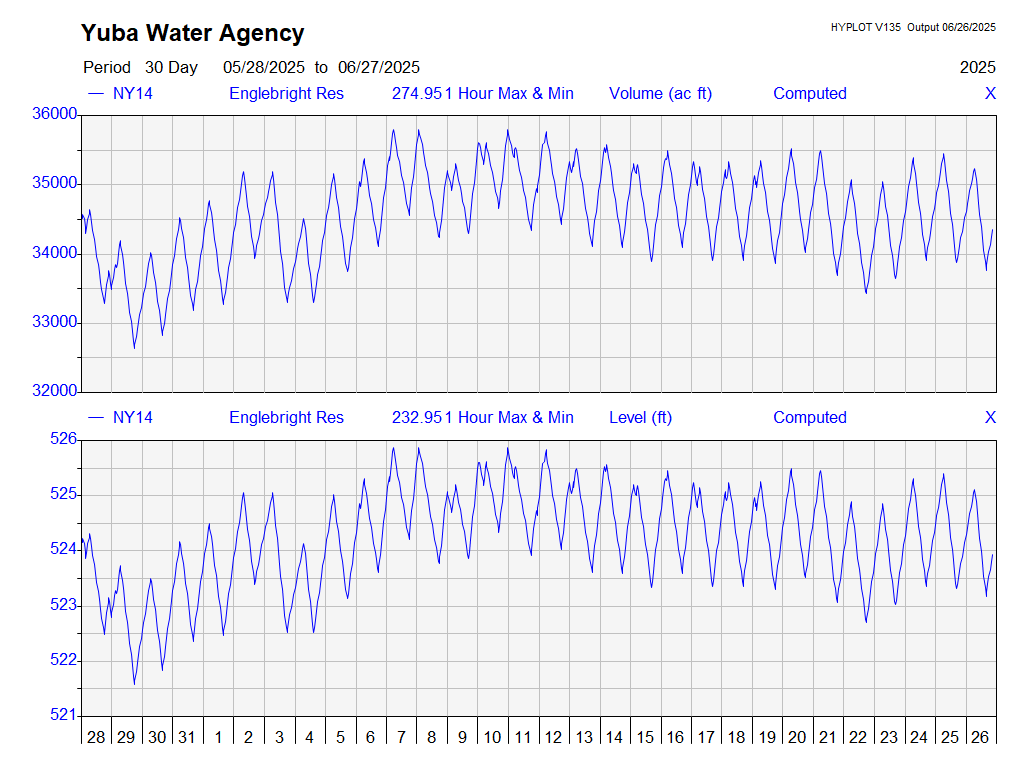 Yuba Water Agency
HYPLOT V135 Output 06/26/2025
Period 30 Day 05/28/2025 to 06/27/2025
2025
NY14 Englebright Res 274.951 Hour Max & Min Volume (ac ft) Computed X
36000
35000
34000
33000
32000
NY14 Englebright Res 232.951 Hour Max & Min Level (ft) Computed X
526
525
524
523
522
521
28 29 30 31 1 2 3 4 5 6 7 8 9 10 11 12 13 14 15 16 17 18 19 20 21 22 23 24 25 26